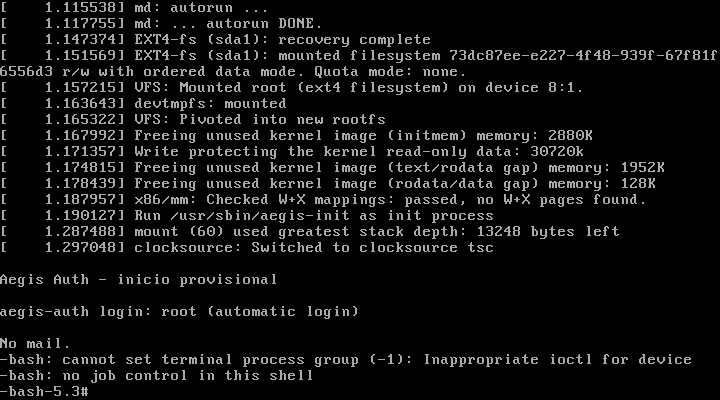 [    1.115538] md: autorun ...
[    1.117755] md: ... autorun DONE.
[    1.147374] EXT4-fs (sda1): recovery complete
[    1.151569] EXT4-fs (sda1): mounted filesystem 73dc87ee-e227-4f48-939f-67f81f
6556d3 r/w with ordered data mode. Quota mode: none.
[    1.157215] VFS: Mounted root (ext4 filesystem) on device 8:1.
[    1.163643] devtmpfs: mounted
[    1.165322] VFS: Pivoted into new rootfs
[    1.167992] Freeing unused kernel image (initmem) memory: 2880K
[    1.171357] Write protecting the kernel read-only data: 30720k
[    1.174815] Freeing unused kernel image (text/rodata gap) memory: 1952K
[    1.178439] Freeing unused kernel image (rodata/data gap) memory: 128K
[    1.187957] x86/mm: Checked W+X mappings: passed, no W+X pages found.
[    1.190127] Run /usr/sbin/aegis-init as init process
[    1.287488] mount (60) used greatest stack depth: 13248 bytes left
[    1.297048] clocksource: Switched to clocksource tsc
Aegis Auth - inicio provisional
aegis-auth login: root (automatic login)
No mail.
-bash: cannot set terminal process group (-1): Inappropriate ioctl for device
-bash: no job control in this shell
-bash-5.3#